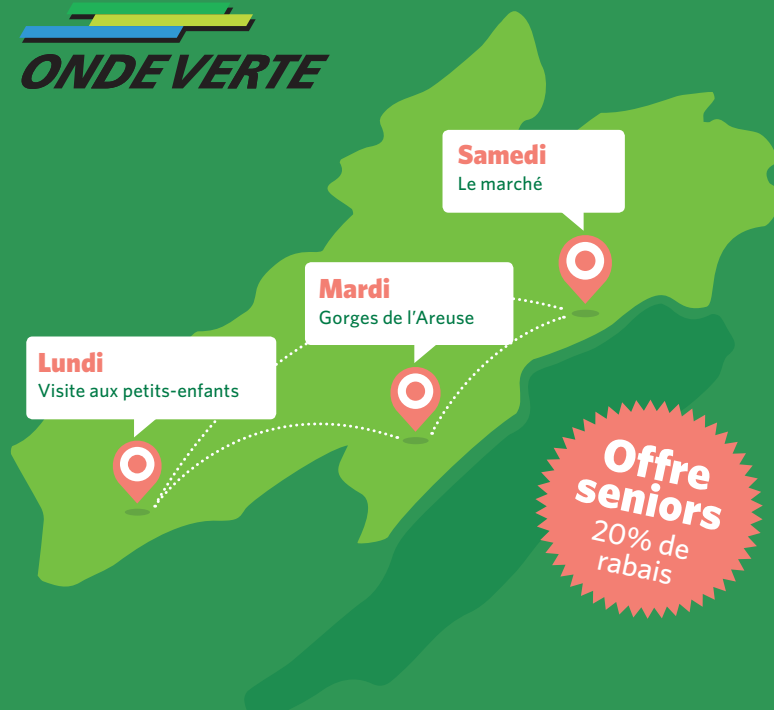 ONDE VERTE
Samedi
Le marché
Mardi
Gorges de l'Areuse
Lundi
Visite aux petits-enfants
Offre
seniors
20% de
rabais